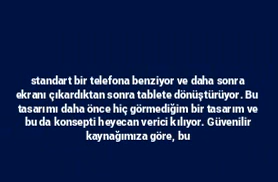 standart bir telefona benziyor ve daha sonra
ekranı çıkardıktan sonra tablete dönüştürüyor. Bu
tasarımı daha önce hiç görmediğim bir tasarım ve
bu da konsepti heyecan verici kılıyor. Güvenilir
kaynağımıza göre, bu